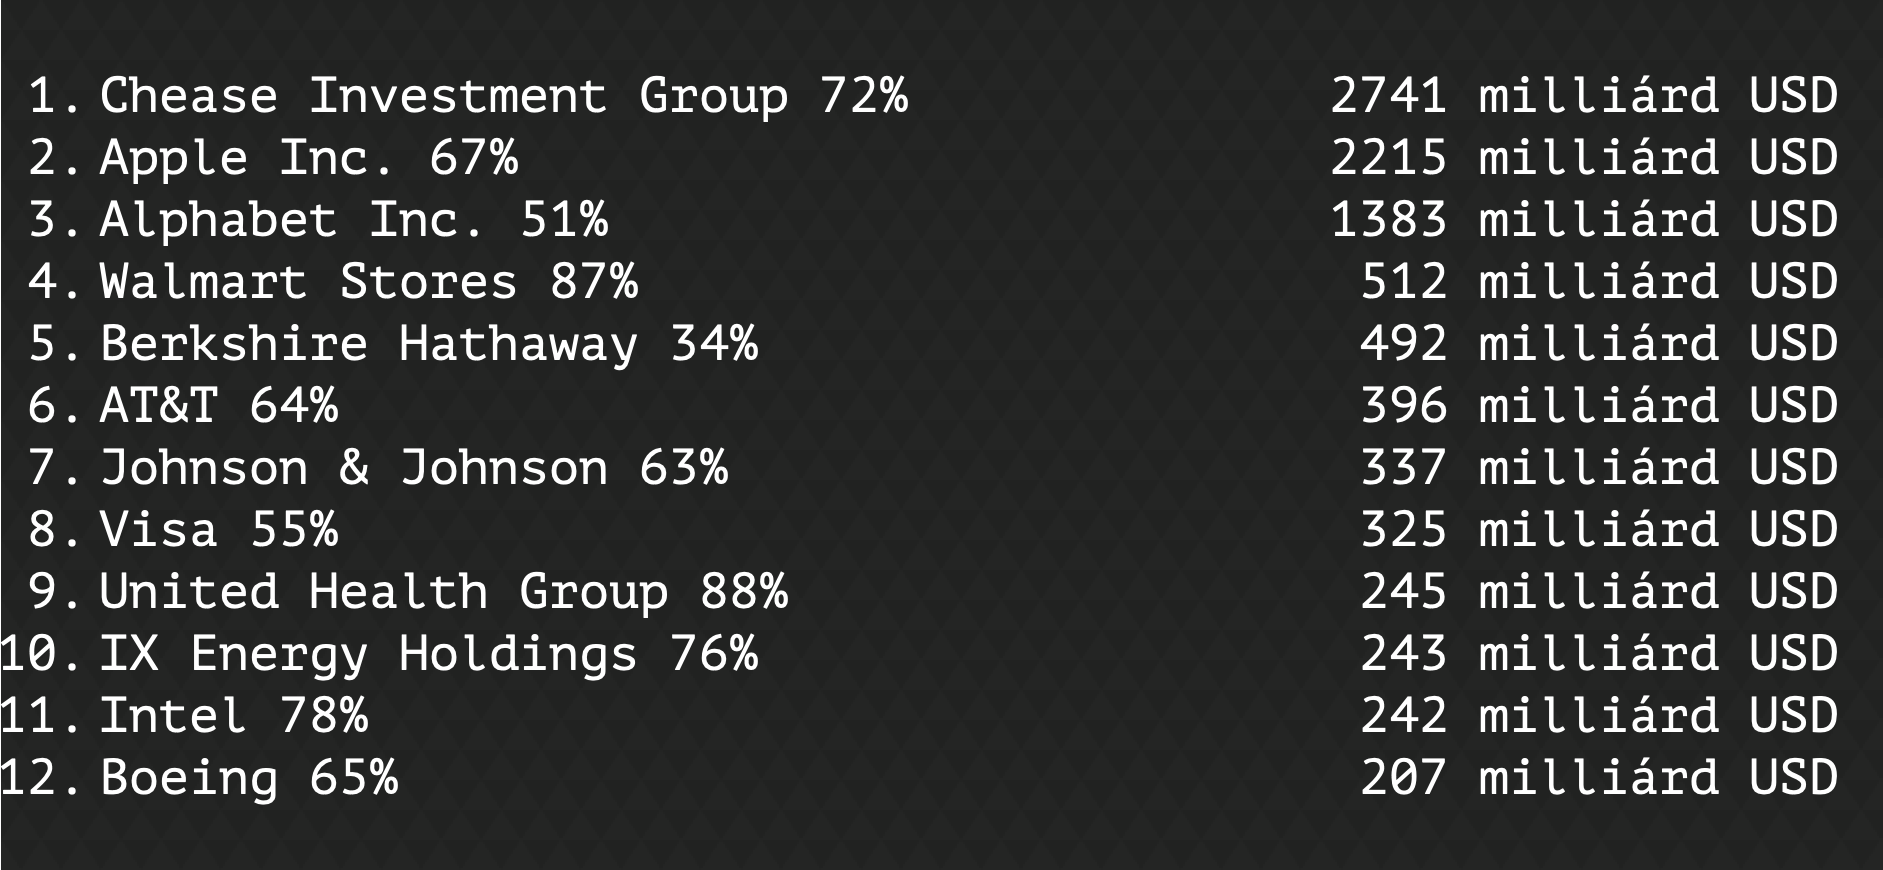 1. Chease Investment Group 72% 2741 milliárd USD
2. Apple Inc. 67% 2215 milliárd USD
3. Alphabet Inc. 51% 1383 milliárd USD
4. Walmart Stores 87% 512 milliárd USD
5. Berkshire Hathaway 34% 492 milliárd USD
6. AT&T 64% 396 milliárd USD
7. Johnson & Johnson 63% 337 milliárd USD
8. Visa 55% 325 milliárd USD
9. United Health Group 88% 245 milliárd USD
10. IX Energy Holdings 76% 243 milliárd USD
11. Intel 78% 242 milliárd USD
12. Boeing 65% 207 milliárd USD